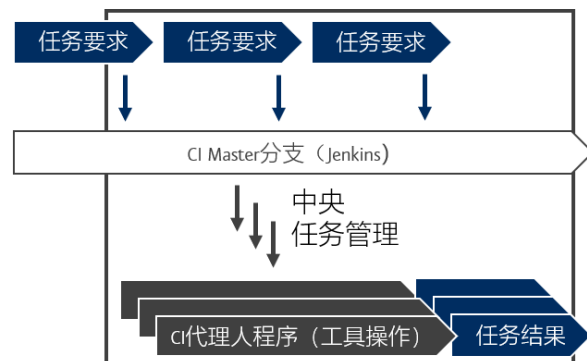 任务要求
任务要求
任务要求
CI Master分支（Jenkins)
中央
任务管理
CI代理人程序（工具操作）
任务结果